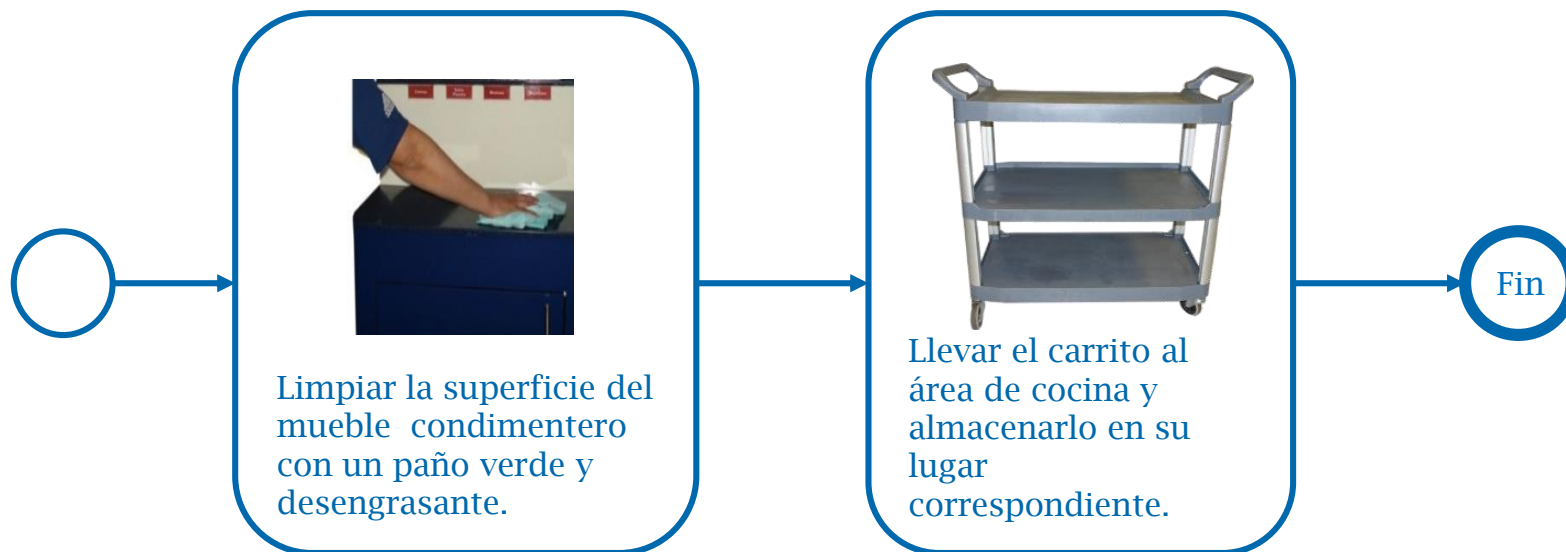 Limpiar la superficie del
mueble  condimentero
con un paño verde y
desengrasante.
Llevar el carrito al
área de cocina y
almacenarlo en su
lugar
correspondiente.
Fin